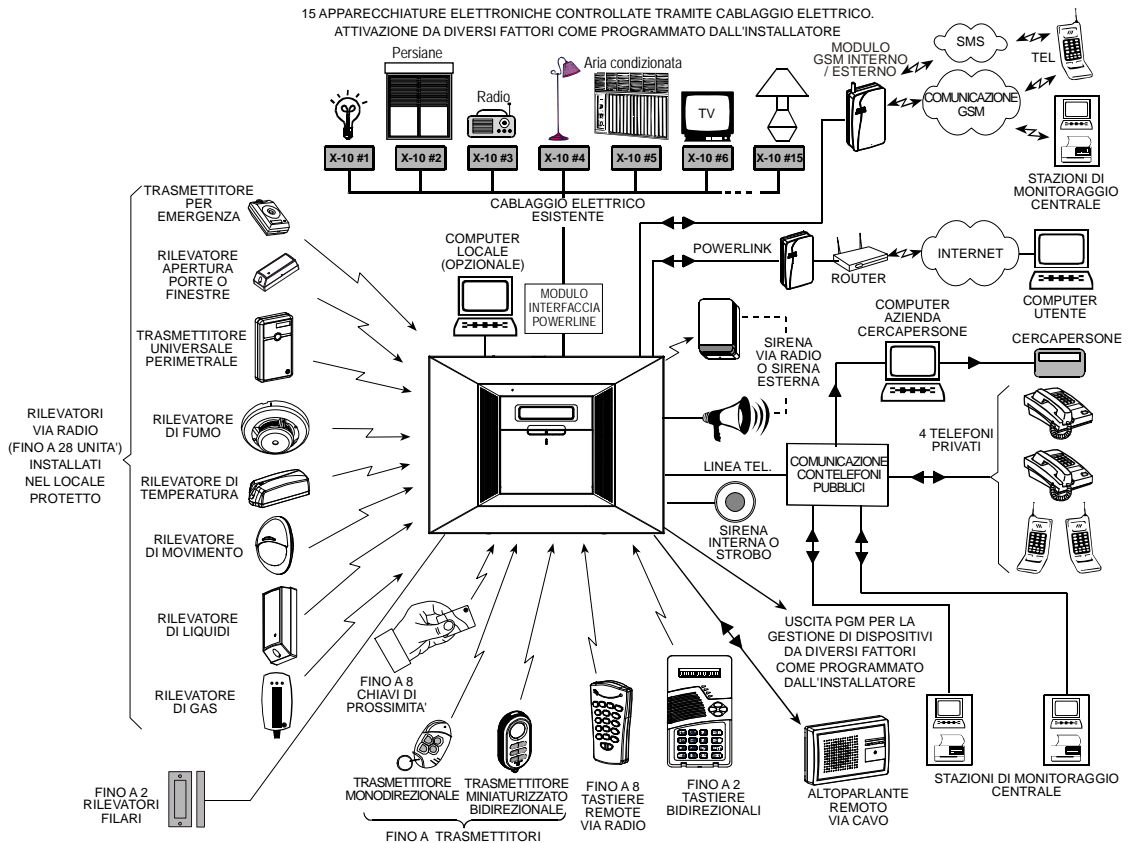 15 APPARECCHIATURE ELETTRONICHE CONTROLLATE TRAMITE CABLAGGIO ELETTRICO.
ATTIVAZIONE DA DIVERSI FATTORI COME PROGRAMMATO DALL'INSTALLATORE
Persiane
Radio
Aria condizionata
TV
X-10 #1
X-10 #2
X-10 #3
X-10 #4
X-10 #5
X-10 #6
X-10 #15
CABLAGGIO ELETTRICO
ESISTENTE
MODULO
GSM INTERNO
/ ESTERNO
SMS
TEL
COMUNICAZIONE
GSM
STAZIONI DI
MONITORAGGIO
CENTRALE
TRASMETTITORE
PER
EMERGENZA
RILEVATORE
APERTURA
PORTE O
FINESTRE
TRASMETTITORE
UNIVERSALE
PERIMETRALE
RILEVATORI
VIA RADIO
(FINO A 28 UNITA')
INSTALLATI
NEL LOCALE
PROTETTO
RILEVATORE
DI FUMO
RILEVATORE DI
TEMPERATURA
RILEVATORE
DI MOVIMENTO
RILEVATORE
DI LIQUIDI
RILEVATORE
DI GAS
FINO A 2
RILEVATORI
FILARI
COMPUTER
LOCALE
(OPZIONALE)
MODULO
INTERFACCIA
POWERLINE
POWERLINK
ROUTER
INTERNET
COMPUTER
UTENTE
COMPUTER
AZIENDA
CERCAPERSONE
CERCAPERSONE
SIRENA
VIA RADIO
O SIRENA
ESTERNA
4 TELEFONI
PRIVATI
LINEA TEL.
COMUNICAZIONE
CON TELEFONI
PUBBLICI
SIRENA
INTERNA O
STROBO
USCITA PGM PER LA
GESTIONE DI DISPOSITIVI
DA DIVERSI FATTORI
COME PROGRAMMATO
DALL'INSTALLATORE
FINO A 8
CHIAVI DI
PROSSIMITA'
TRASMETTITORE
MONODIREZIONALE
TRASMETTITORE
MINIATURIZZATO
BIDIREZIONALE
FINO A TRASMETTITORI
FINO A 8
TASTIERE
REMOTE
VIA RADIO
FINO A 2
TASTIERE
BIDIREZIONALI
ALTOPARLANTE
REMOTO
VIA CAVO
STAZIONI DI MONITORAGGIO
CENTRALE